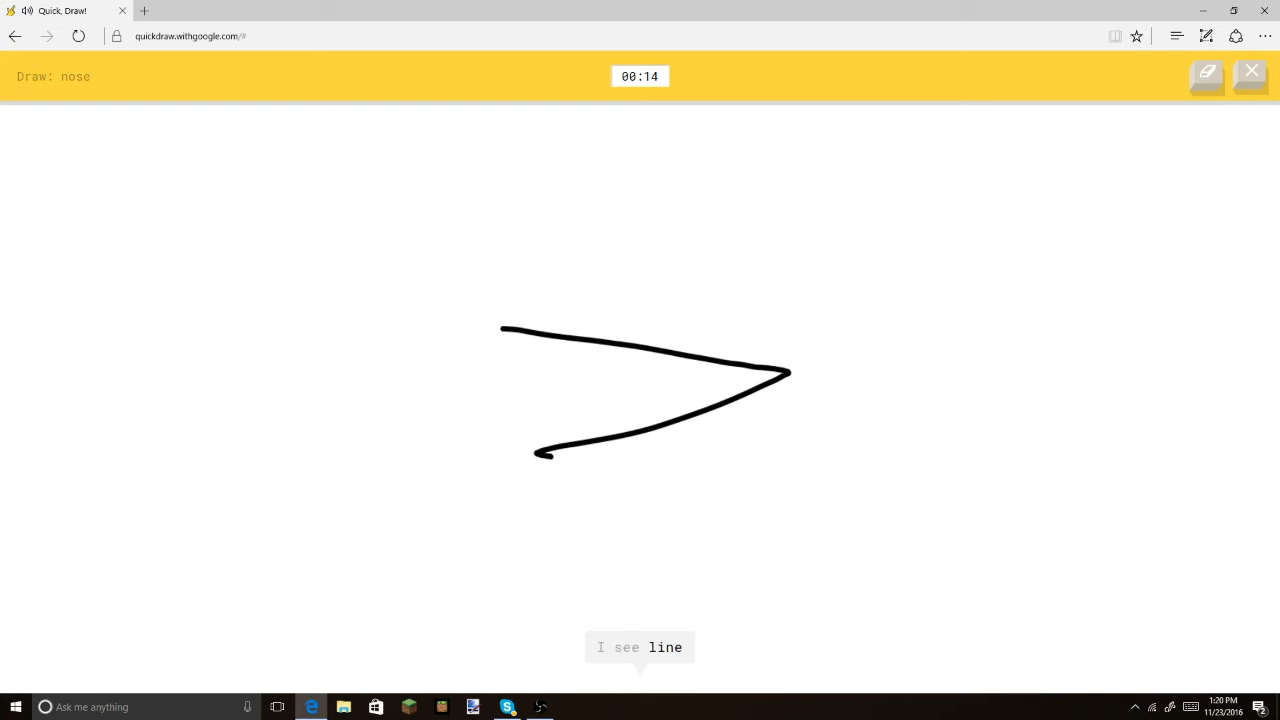 Quick, Draw!
quickdraw.withgoogle.com/#
Draw: nose
00:14
I see line
Ask me anything
1:20 PM
11/23/2016
2